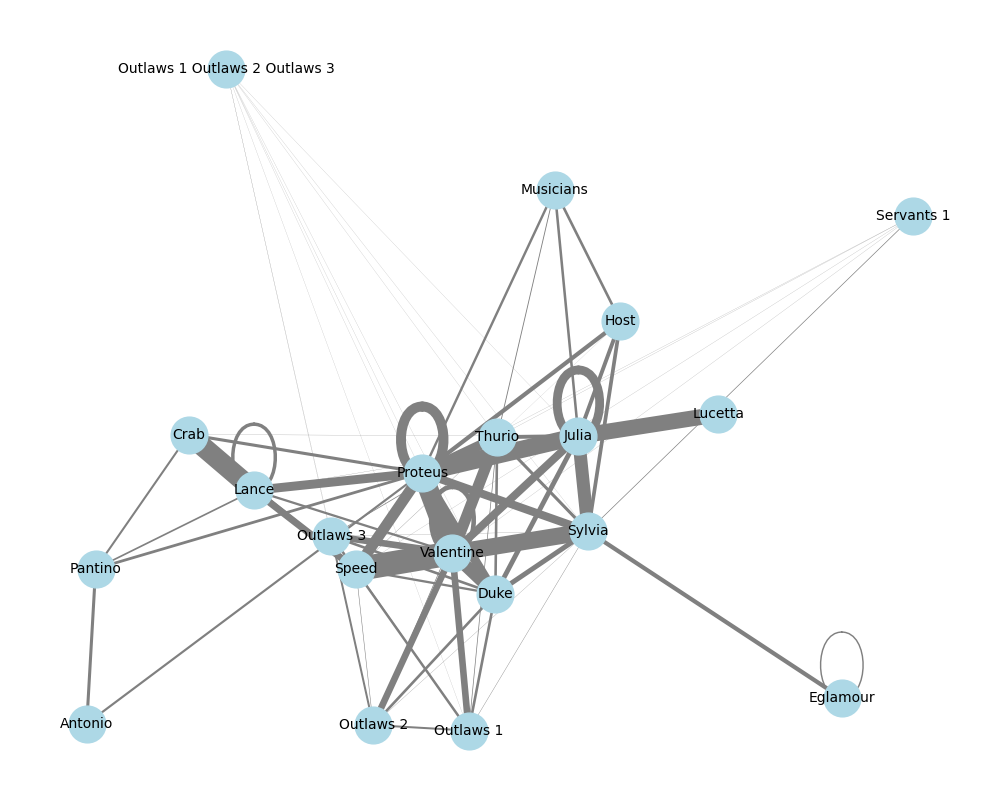 Outlaws 1 Outlaws 2 Outlaws 3
Musicians
Servants 1
Host
Lucetta
Crab
Thurio
Julia
Proteus
Lance
Outlaws 3
Sylvia
Valentine
Speed
Pantino
Duke
Eglamour
Antonio
Outlaws 2
Outlaws 1